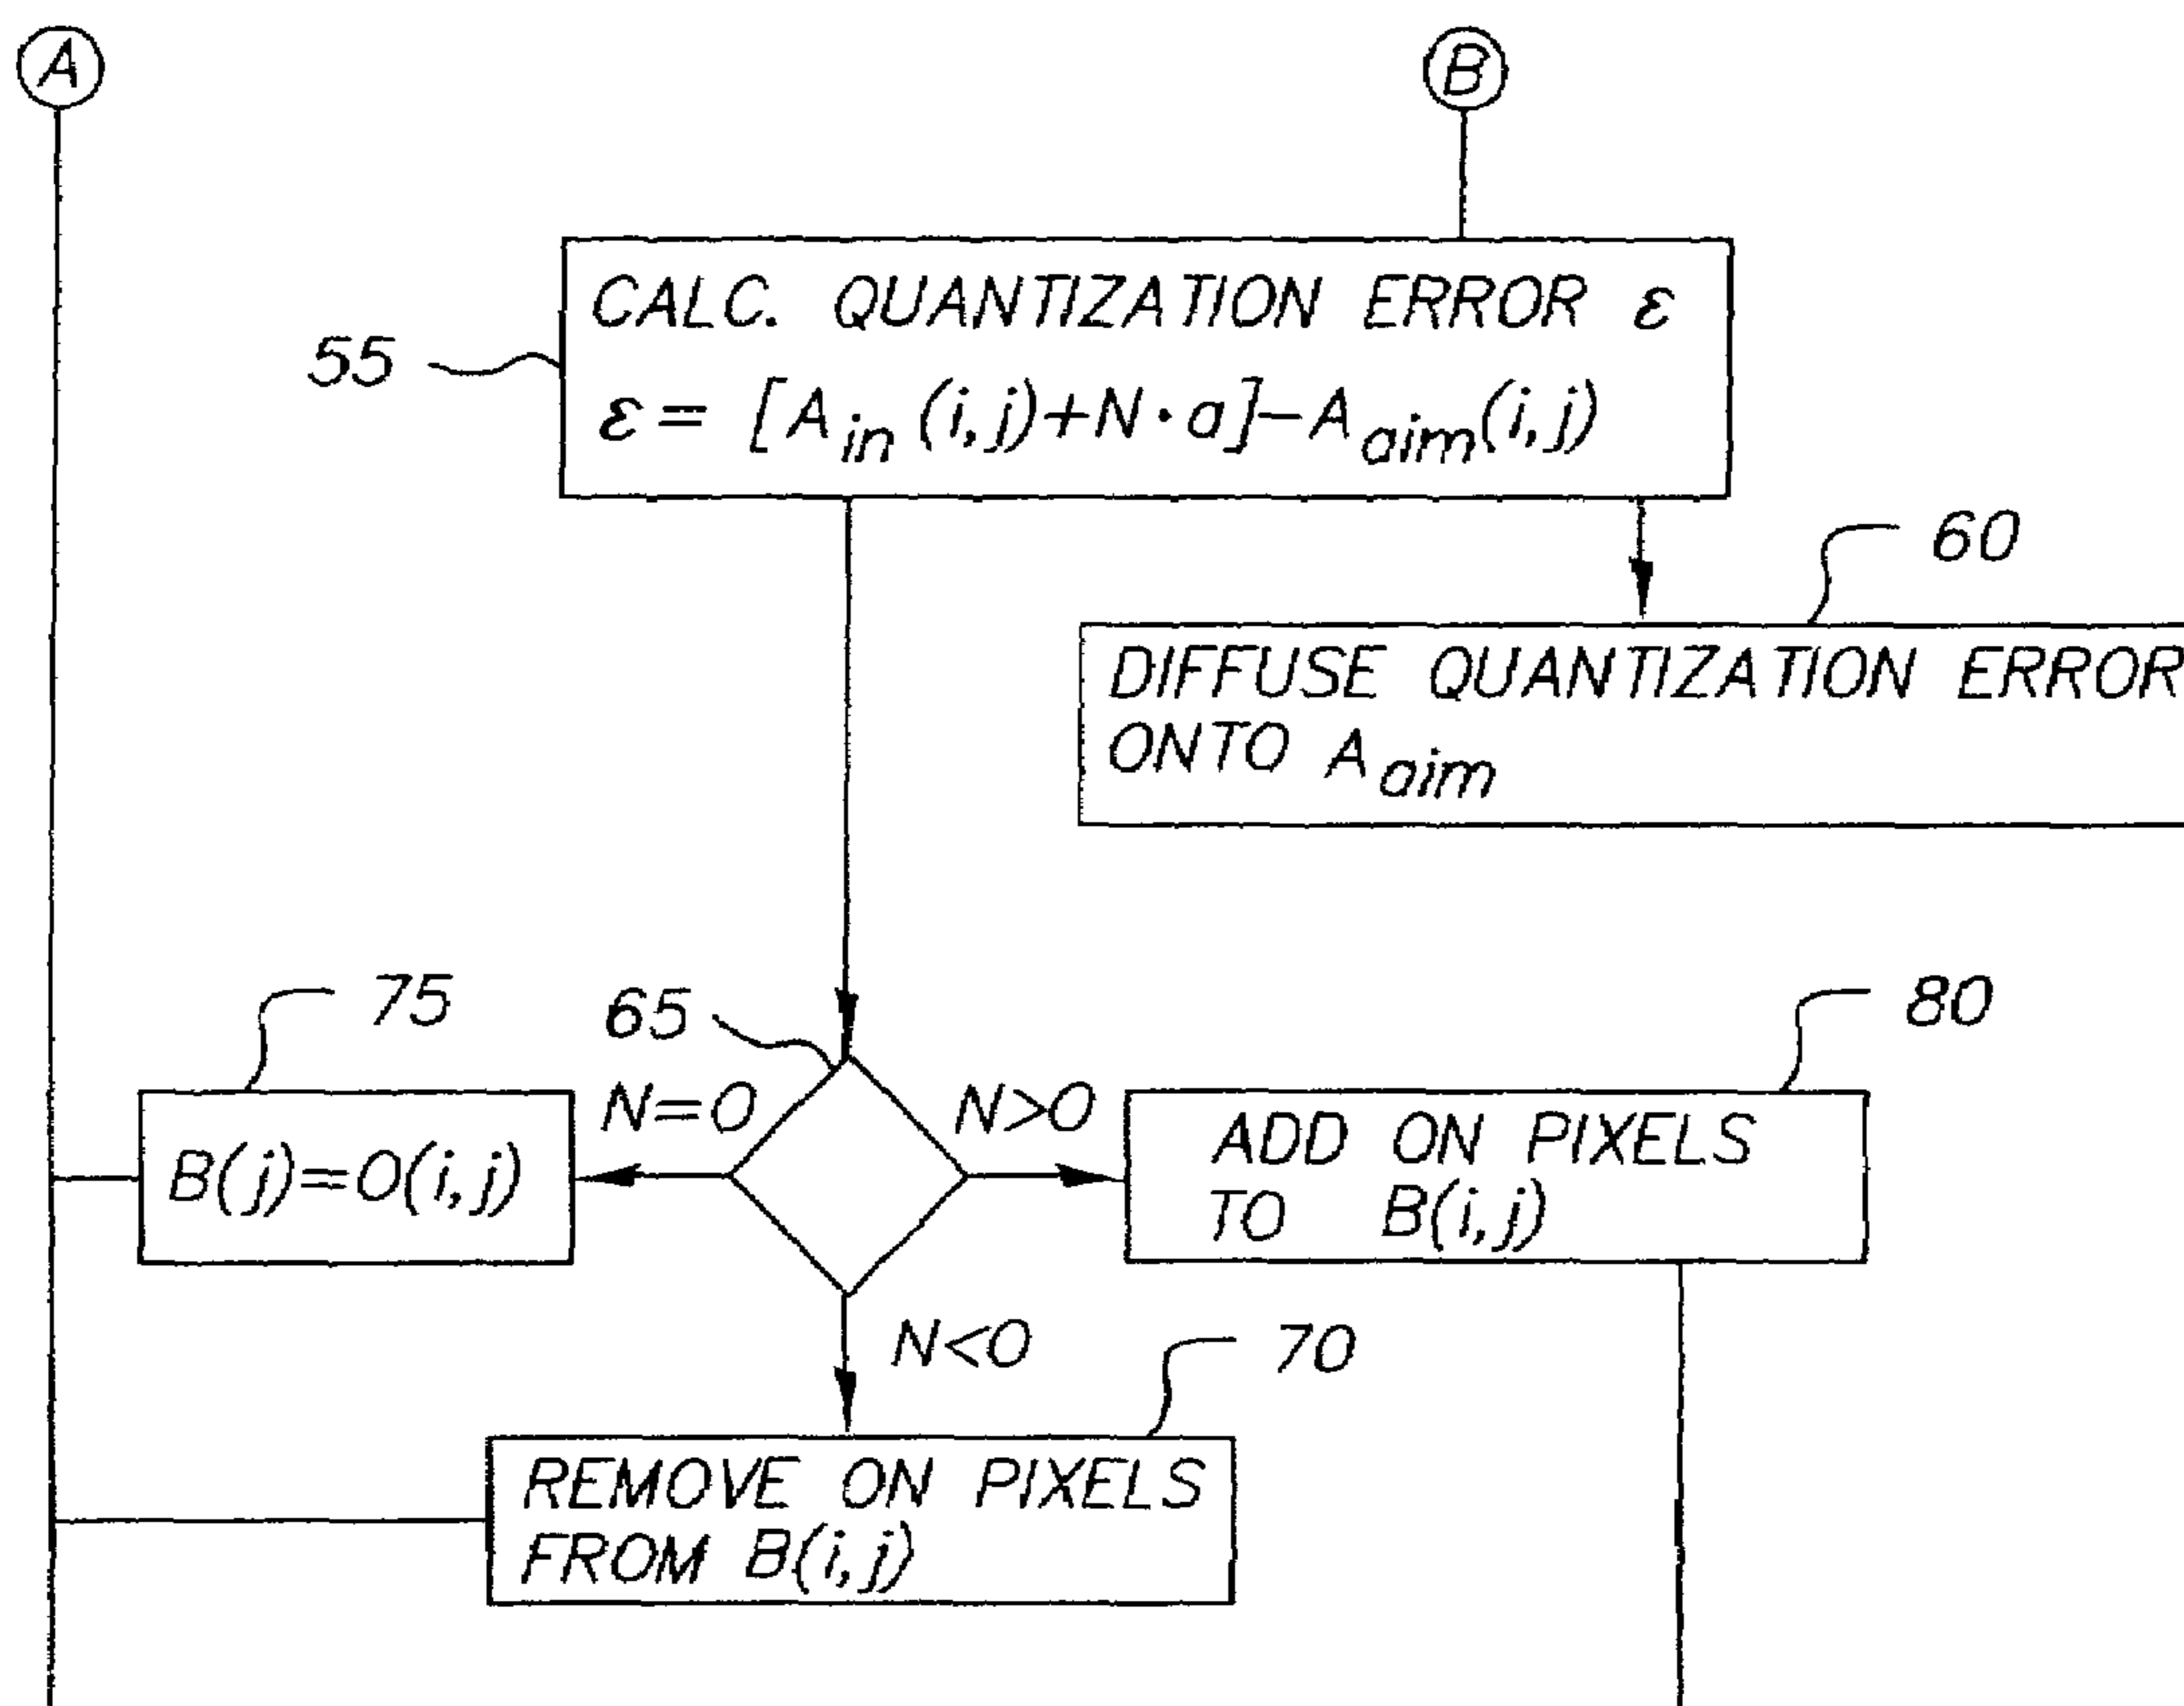 A
B
CALC. QUANTIZATION ERROR ε
ε = [A_in (i,j)+N·a]-A_aim(i,j)
55
60
DIFFUSE QUANTIZATION ERROR
ONTO A_aim
75
65
80
N=0
N>0
B(j)=O(i,j)
ADD ON PIXELS
TO B(i,j)
N<0
70
REMOVE ON PIXELS
FROM B(i,j)